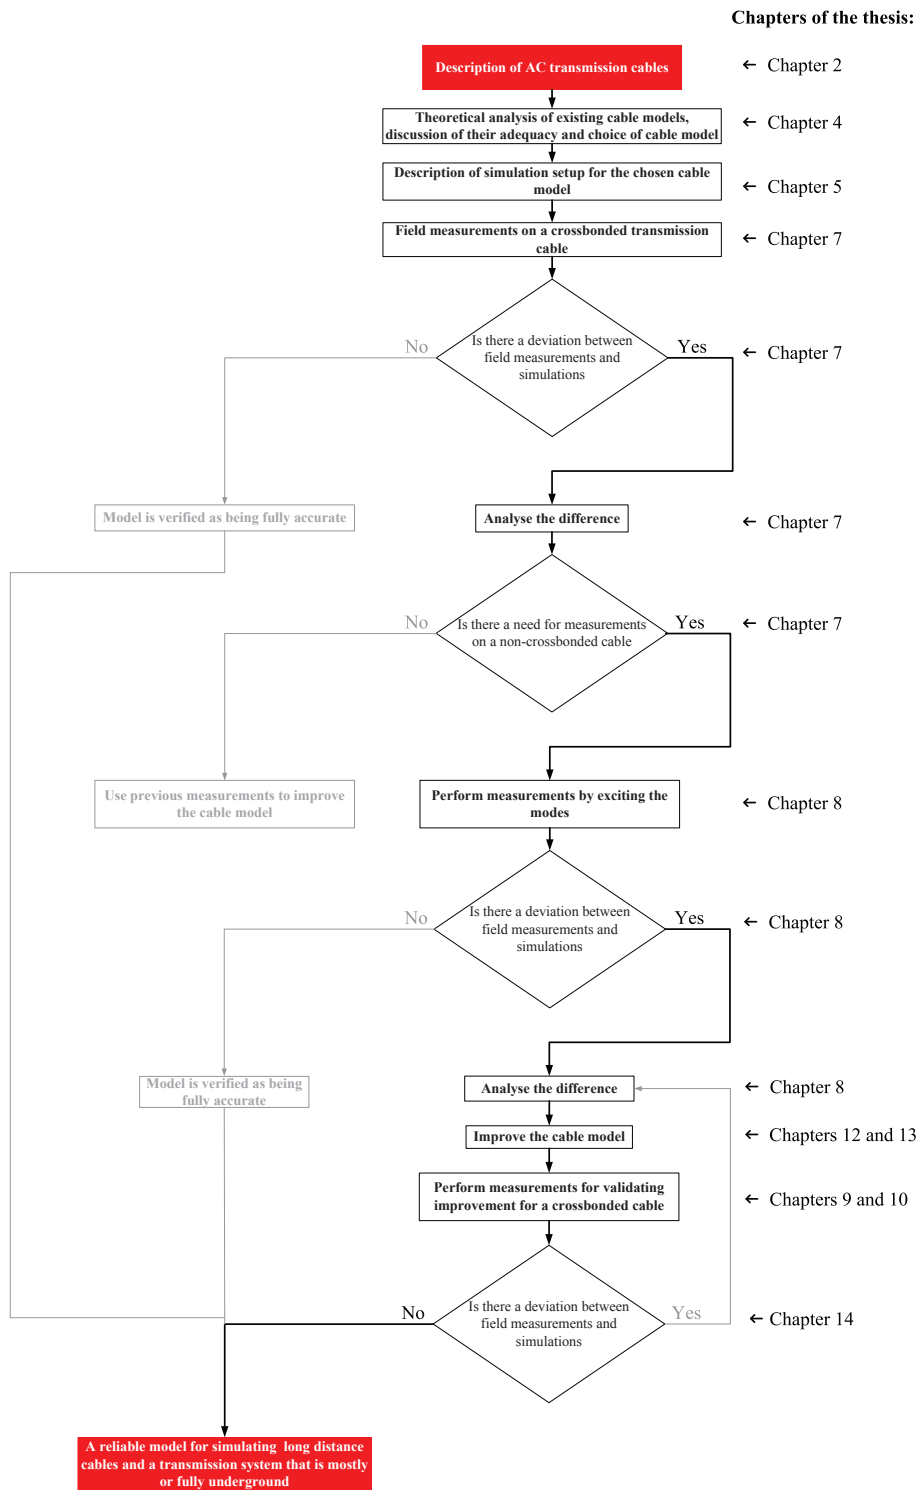 Chapters of the thesis:
Description of AC transmission cables
← Chapter 2
Theoretical analysis of existing cable models,
discussion of their adequacy and choice of cable model
← Chapter 4
Description of simulation setup for the chosen cable
model
← Chapter 5
Field measurements on a crossbonded transmission
cable
← Chapter 7
Is there a deviation between
field measurements and
simulations
No
Yes
← Chapter 7
Model is verified as being fully accurate
Analyse the difference
← Chapter 7
Is there a need for measurements
on a non-crossbonded cable
No
Yes
← Chapter 7
Use previous measurements to improve
the cable model
Perform measurements by exciting the
modes
← Chapter 8
Is there a deviation between
field measurements and
simulations
No
Yes
← Chapter 8
Model is verified as being
fully accurate
Analyse the difference
← Chapter 8
Improve the cable model
← Chapters 12 and 13
Perform measurements for validating
improvement for a crossbonded cable
← Chapters 9 and 10
Is there a deviation between
field measurements and
simulations
No
Yes
← Chapter 14
A reliable model for simulating long distance
cables and a transmission system that is mostly
or fully underground